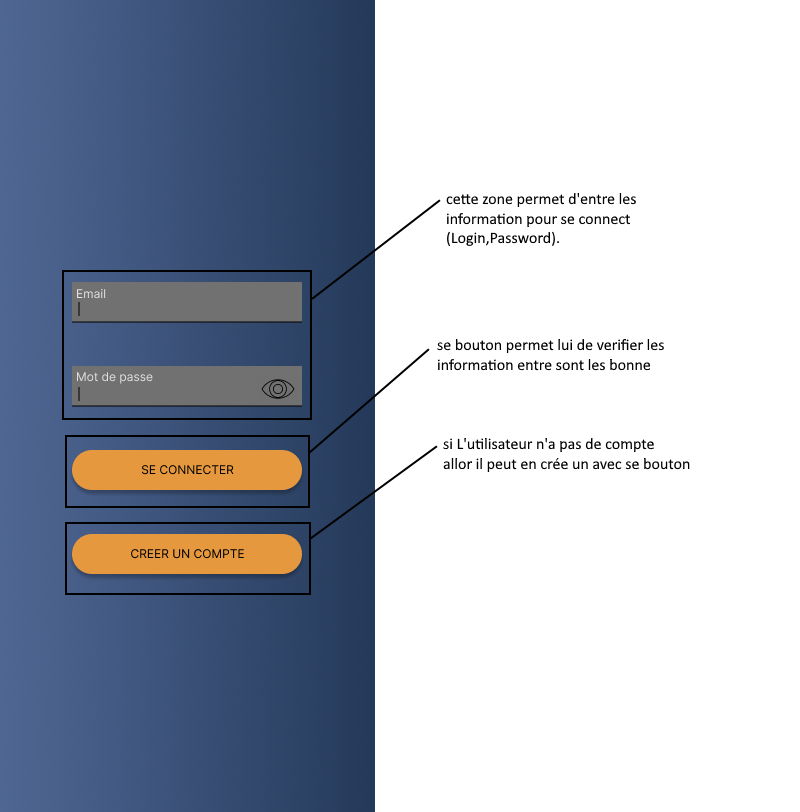 cette zone permet d'entre les
information pour se connect
(Login,Password).
Email
se bouton permet lui de verifier les
information entre sont les bonne
Mot de passe
si L'utilisateur n'a pas de compte
allor il peut en crée un avec se bouton
SE CONNECTER
CREER UN COMPTE